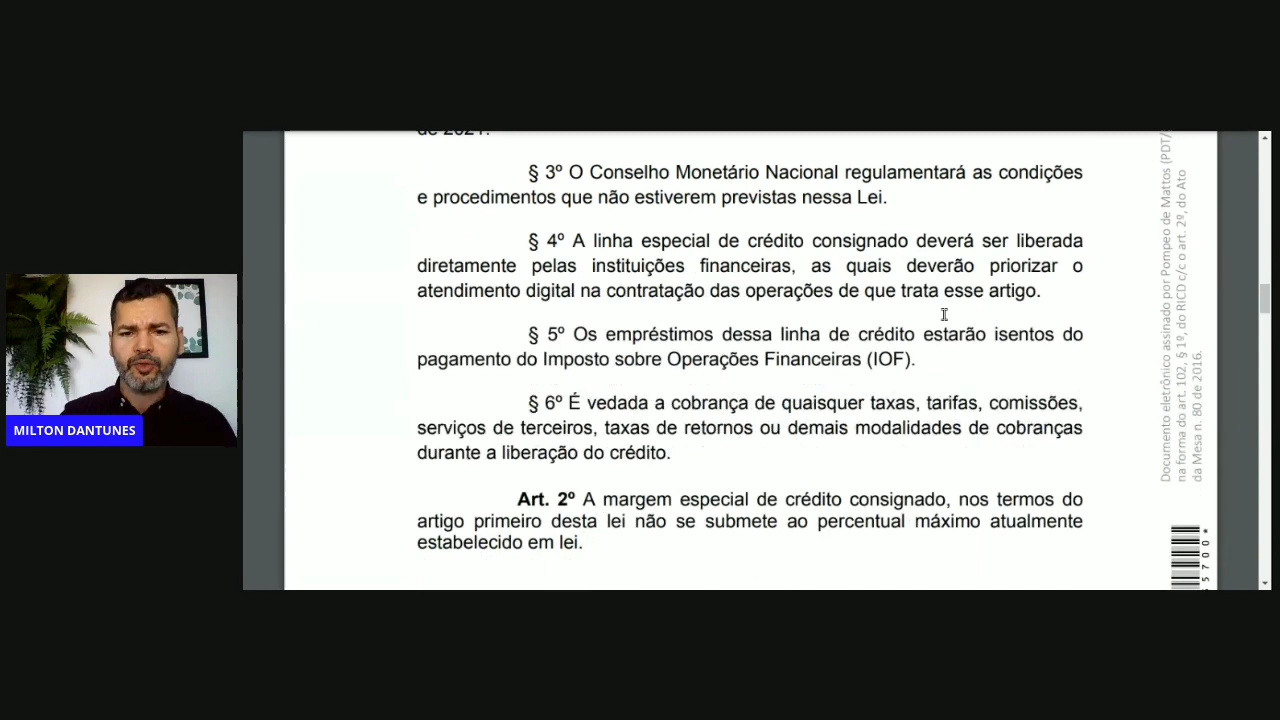 de 2021.
§ 3º O Conselho Monetário Nacional regulamentará as condições
e procedimentos que não estiverem previstas nessa Lei.
§ 4º A linha especial de crédito consignado deverá ser liberada
diretamente pelas instituições financeiras, as quais deverão priorizar o
atendimento digital na contratação das operações de que trata esse artigo.
§ 5º Os empréstimos dessa linha de crédito estarão isentos do
pagamento do Imposto sobre Operações Financeiras (IOF).
§ 6º É vedada a cobrança de quaisquer taxas, tarifas, comissões,
serviços de terceiros, taxas de retornos ou demais modalidades de cobranças
durante a liberação do crédito.
Art. 2º A margem especial de crédito consignado, nos termos do
artigo primeiro desta lei não se submete ao percentual máximo atualmente
estabelecido em lei.
Documento eletrônico assinado por Pompeo de Mattos (PDT/
na forma do art. 102, § 1º, do RICD c/c o art. 2º, do Ato
da Mesa n. 80 de 2016.
5700*
MILTON DANTUNES